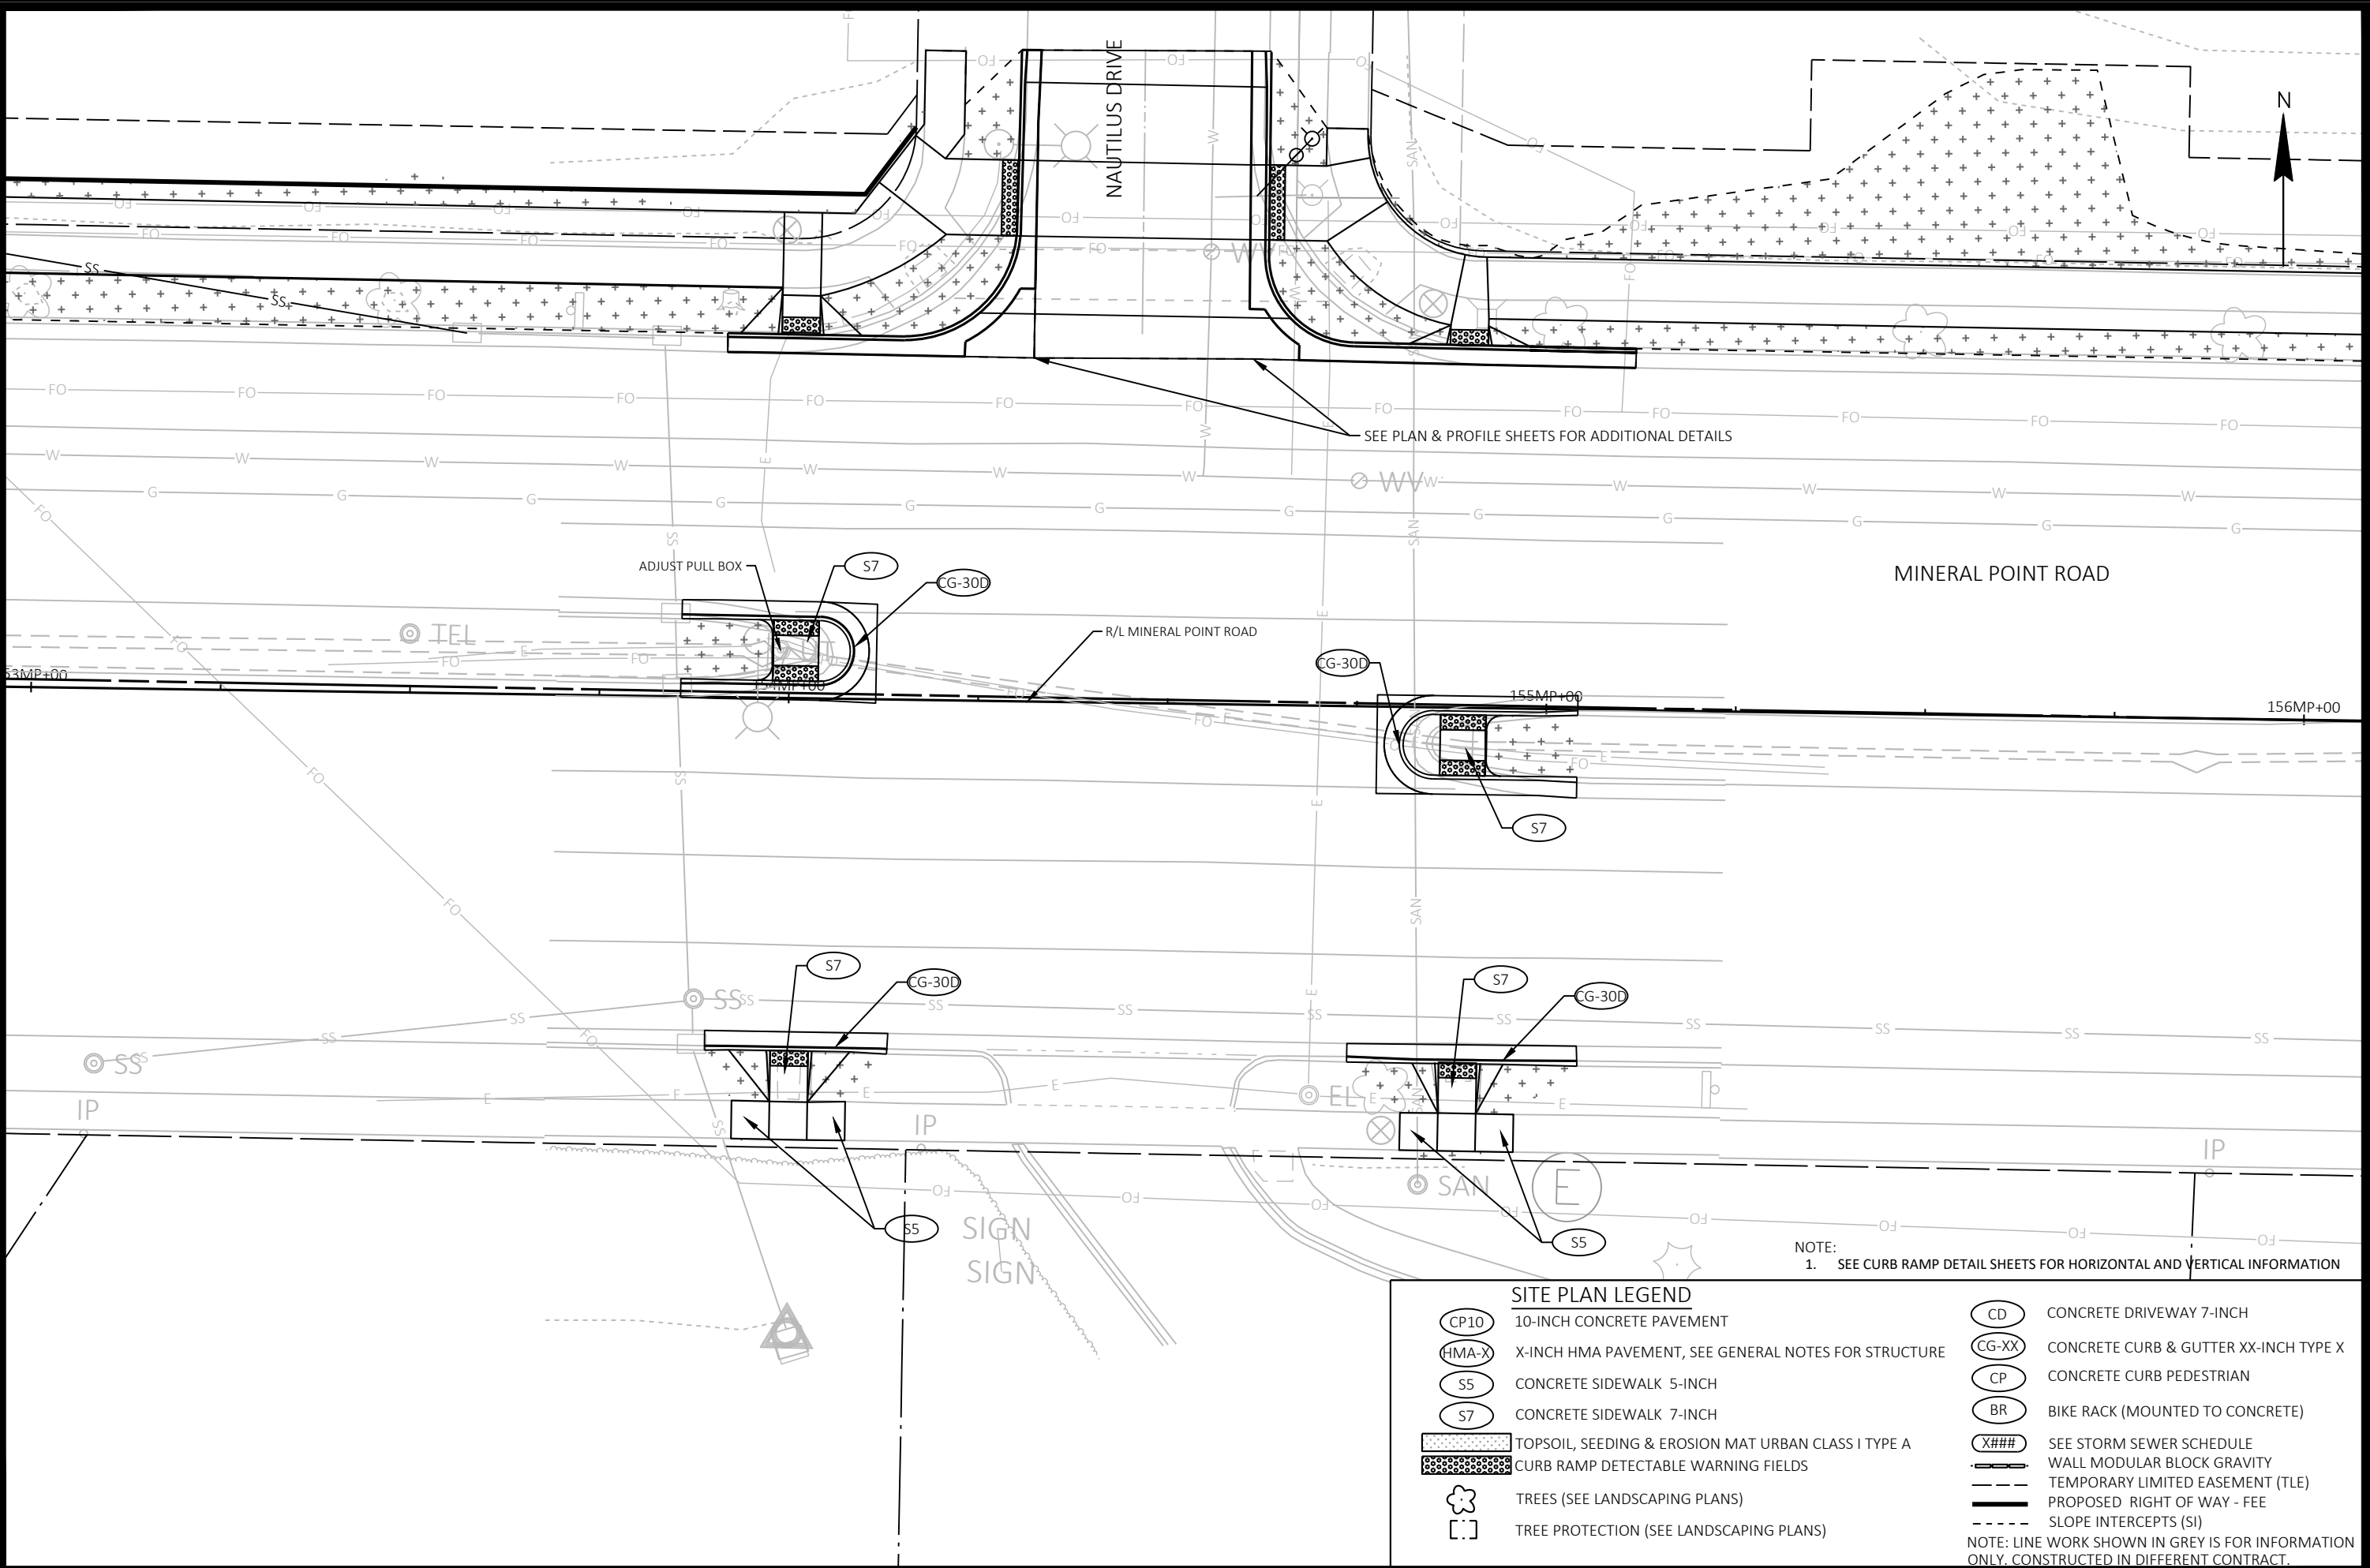 NAUTILUS DRIVE
N
SEE PLAN & PROFILE SHEETS FOR ADDITIONAL DETAILS
MINERAL POINT ROAD
ADJUST PULL BOX
S7
CG-30D
R/L MINERAL POINT ROAD
CG-30D
S7
TEL
53MP+00
155MP+00
156MP+00
FO
W
G
WV
WV
SS
SAN
E
S7
CG-30D
S7
CG-30D
SS
SS
IP
IP
IP
EL
SAN
E
SIGN
SIGN
S5
S5
NOTE:
1. SEE CURB RAMP DETAIL SHEETS FOR HORIZONTAL AND VERTICAL INFORMATION
SITE PLAN LEGEND
CP10 10-INCH CONCRETE PAVEMENT
HMA-X X-INCH HMA PAVEMENT, SEE GENERAL NOTES FOR STRUCTURE
S5 CONCRETE SIDEWALK 5-INCH
S7 CONCRETE SIDEWALK 7-INCH
TOPSOIL, SEEDING & EROSION MAT URBAN CLASS I TYPE A
CURB RAMP DETECTABLE WARNING FIELDS
TREES (SEE LANDSCAPING PLANS)
TREE PROTECTION (SEE LANDSCAPING PLANS)
CD CONCRETE DRIVEWAY 7-INCH
CG-XX CONCRETE CURB & GUTTER XX-INCH TYPE X
CP CONCRETE CURB PEDESTRIAN
BR BIKE RACK (MOUNTED TO CONCRETE)
X### SEE STORM SEWER SCHEDULE
WALL MODULAR BLOCK GRAVITY
TEMPORARY LIMITED EASEMENT (TLE)
PROPOSED RIGHT OF WAY - FEE
SLOPE INTERCEPTS (SI)
NOTE: LINE WORK SHOWN IN GREY IS FOR INFORMATION
ONLY. CONSTRUCTED IN DIFFERENT CONTRACT.